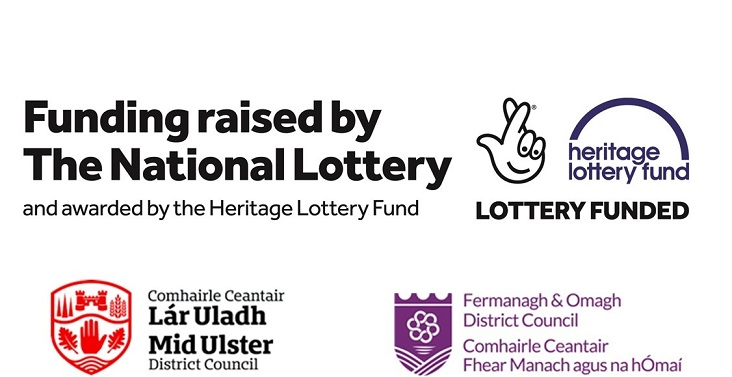 Funding raised by
The National Lottery
and awarded by the Heritage Lottery Fund
heritage
lottery fund
LOTTERY FUNDED
Comhairle Ceantair
Lár Uladh
Mid Ulster
District Council
Fermanagh & Omagh
District Council
Comhairle Ceantair
Fhear Manach agus na hÓmaí